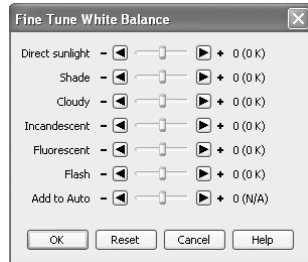 Fine Tune White Balance
Direct sunlight - + 0 (0 K)
Shade - + 0 (0 K)
Cloudy - + 0 (0 K)
Incandescent - + 0 (0 K)
Fluorescent - + 0 (0 K)
Flash - + 0 (0 K)
Add to Auto - + 0 (N/A)
OK Reset Cancel Help